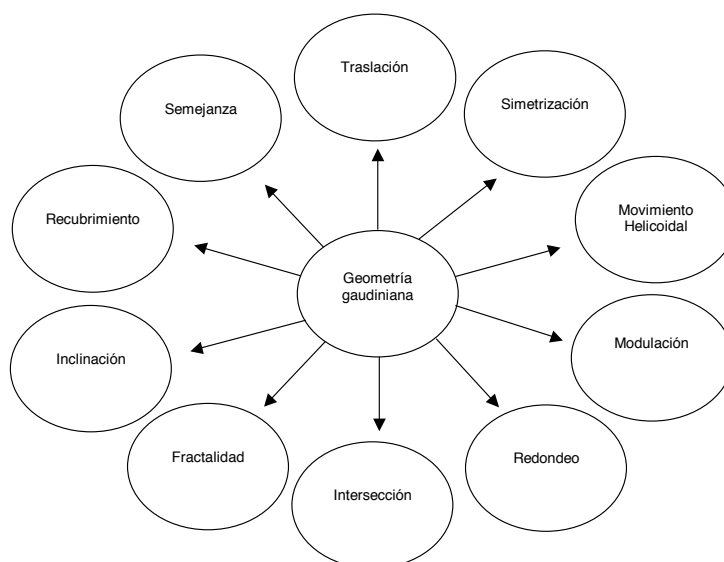 Traslación
Semejanza
Simetrización
Recubrimiento
Movimiento
Helicoidal
Geometría
gaudiniana
Inclinación
Modulación
Fractalidad
Redondeo
Intersección